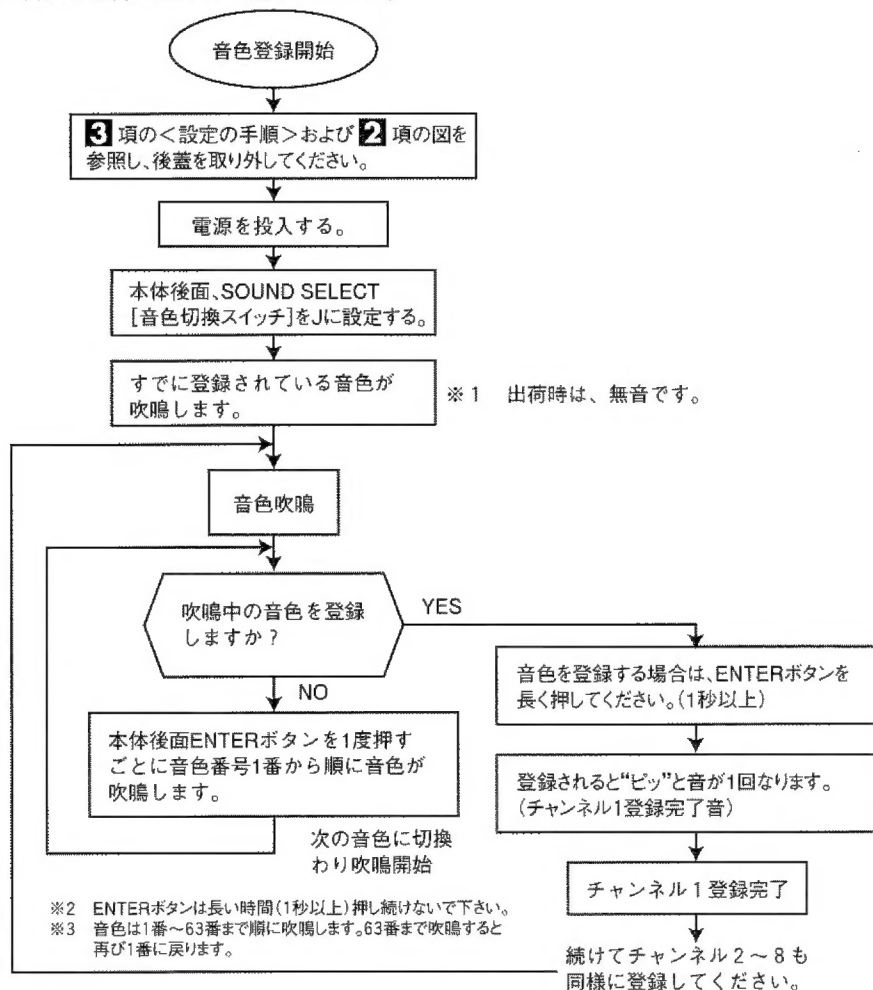 音色登録開始
3 項の<設定の手順>および 2 項の図を
参照し、後蓋を取り外してください。
電源を投入する。
本体後面、SOUND SELECT
[音色切換スイッチ]をJに設定する。
すでに登録されている音色が
吹鳴します。
※1 出荷時は、無音です。
音色吹鳴
吹鳴中の音色を登録
しますか?
YES
NO
本体後面ENTERボタンを1度押す
ごとに音色番号1番から順に音色が
吹鳴します。
次の音色に切換
わり吹鳴開始
※2 ENTERボタンは長い時間(1秒以上)押し続けないで下さい。
※3 音色は1番~63番まで順に吹鳴します。63番まで吹鳴すると
再び1番に戻ります。
音色を登録する場合は、ENTERボタンを
長く押してください。(1秒以上)
登録されると“ピッ”と音が1回なります。
(チャンネル1登録完了音)
チャンネル1登録完了
続けてチャンネル2~8も
同様に登録してください。